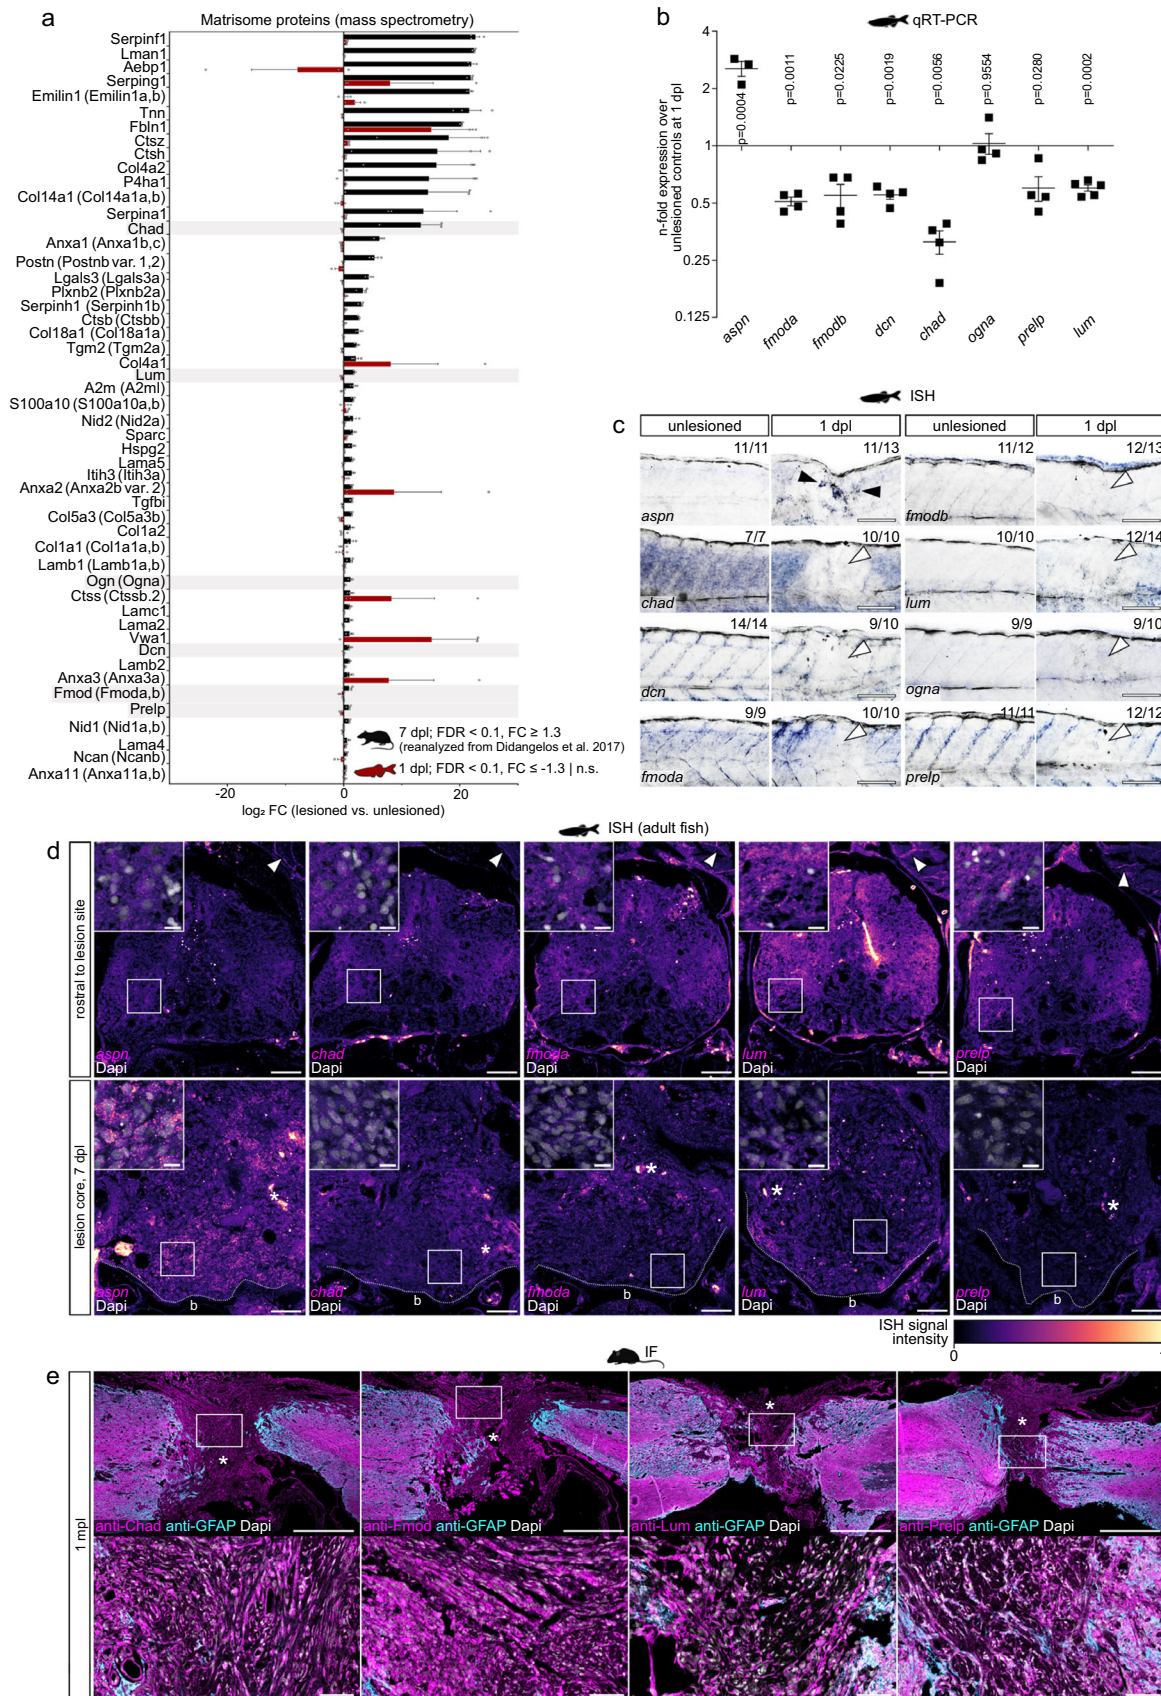 a
Matrisome proteins (mass spectrometry)
Serpinf1
Lman1
Aebp1
Serping1
Emilin1 (Emilin1a,b)
Tnn
Fbln1
Ctsz
Ctsh
Col4a2
P4ha1
Col14a1 (Col14a1a,b)
Serpina1
Chad
Anxa1 (Anxa1b,c)
Postn (Postnb var. 1,2)
Lgals3 (Lgals3a)
Plxnb2 (Plxnb2a)
Serpinh1 (Serpinh1b)
Ctsb (Ctsbb)
Col18a1 (Col18a1a)
Tgm2 (Tgm2a)
Col4a1
Lum
A2m (A2ml)
S100a10 (S100a10a,b)
Nid2 (Nid2a)
Sparc
Hspg2
Lama5
Itih3 (Itih3a)
Anxa2 (Anxa2b var. 2)
Tgfbi
Col5a3 (Col5a3b)
Col1a2
Col1a1 (Col1a1a,b)
Lamb1 (Lamb1a,b)
Ogn (Ogna)
Ctss (Ctssb.2)
Lamc1
Lama2
Vwa1
Dcn
Lamb2
Anxa3 (Anxa3a)
Fmod (Fmoda,b)
Prelp
Nid1 (Nid1a,b)
Lama4
Ncan (Ncanb)
Anxa11 (Anxa11a,b)
7 dpl; FDR < 0.1, FC ≥ 1.3
(reanalyzed from Didangelos et al. 2017)
1 dpl; FDR < 0.1, FC ≤ -1.3 | n.s.
-20 0 20
log₂ FC (lesioned vs. unlesioned)
b
qRT-PCR
n-fold expression over
unlesioned controls at 1 dpl
4
2
1
0.5
0.25
0.125
p=0.0004
p=0.0011
p=0.0225
p=0.0019
p=0.0056
p=0.9554
p=0.0280
p=0.0002
aspn
fmoda
fmodb
dcn
chad
ogna
prelp
lum
c
ISH
unlesioned 1 dpl unlesioned 1 dpl
11/11 11/13 11/12 12/13
aspn fmodb
7/7 10/10 10/10 12/14
chad lum
14/14 9/10 9/9 9/10
dcn ogna
9/9 10/10 11/11 12/12
fmoda prelp
d
ISH (adult fish)
rostral to lesion site
aspn chad fmoda lum prelp
Dapi Dapi Dapi Dapi Dapi
lesion core, 7 dpl
* * * * *
b b b b b
aspn chad fmoda lum prelp
Dapi Dapi Dapi Dapi Dapi
ISH signal
intensity
0
e
IF
1 mpl
* * * *
anti-Chad anti-GFAP Dapi
anti-Fmod anti-GFAP Dapi
anti-Lum anti-GFAP Dapi
anti-Prelp anti-GFAP Dapi